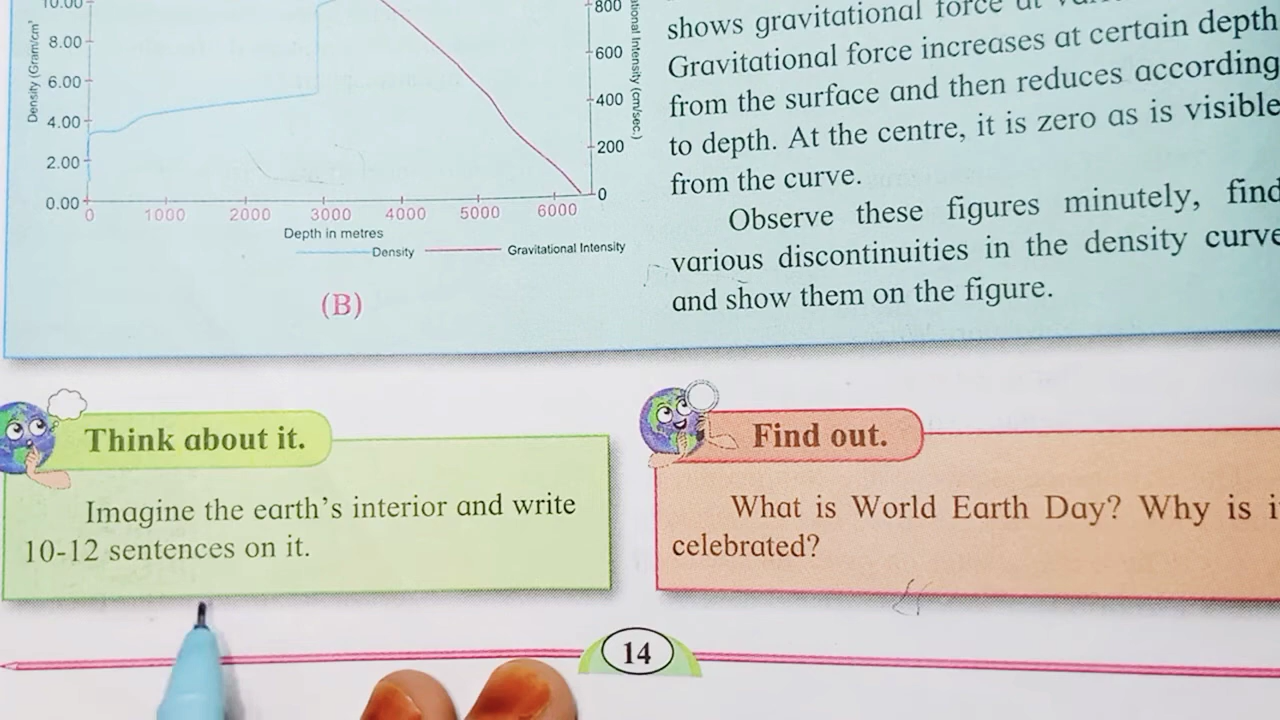 10.00
8.00
6.00
4.00
2.00
0.00
Density (Gram/cm³
800
600
400
200
0
Intensity (cm/sec.)
0 1000 2000 3000 4000 5000 6000
Depth in metres
Density Gravitational Intensity
(B)
shows gravitational force at
Gravitational force increases at certain depth
from the surface and then reduces according
to depth. At the centre, it is zero as is visible
from the curve.
Observe these figures minutely, find
various discontinuities in the density curve
and show them on the figure.
Think about it.
Imagine the earth's interior and write
10-12 sentences on it.
Find out.
What is World Earth Day? Why is i
celebrated?
14